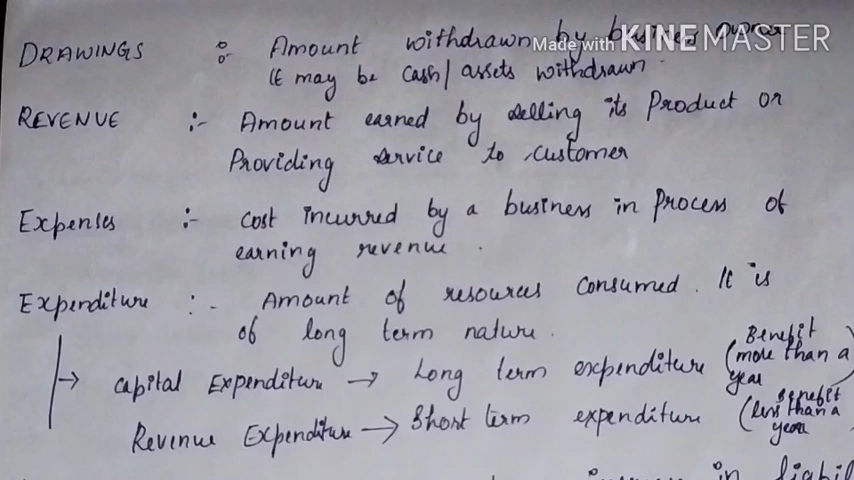 DRAWINGS :- Amount withdrawn by business owner
Made with KINEMASTER
It may be cash/assets withdrawn.
REVENUE :- Amount earned by selling its Product or
Providing service to customer
Expenses :- cost incurred by a business in Process of
earning revenue.
Expenditure :- Amount of resources consumed. It is
of long term nature.
Capital Expenditure → Long term expenditure (Benefit more than a year)
Revenue Expenditure → Short term expenditure (Benefit less than a year)
in